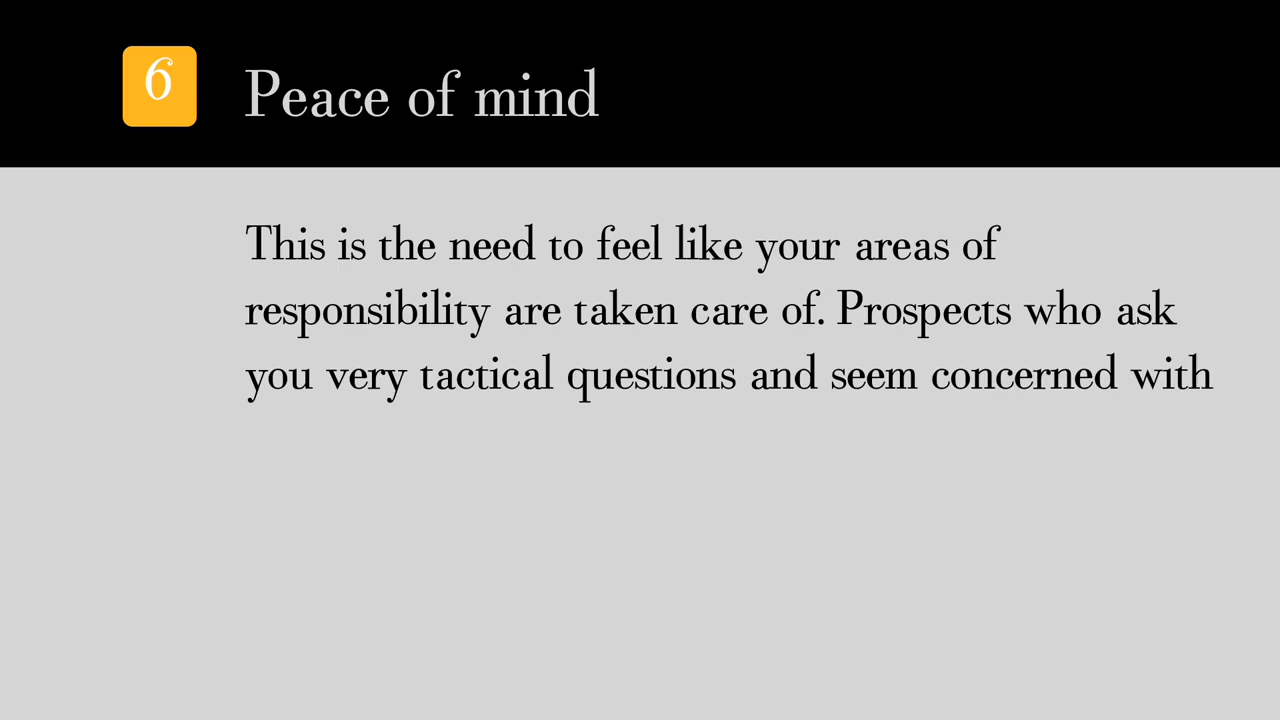 6
Peace of mind
This is the need to feel like your areas of
responsibility are taken care of. Prospects who ask
you very tactical questions and seem concerned with